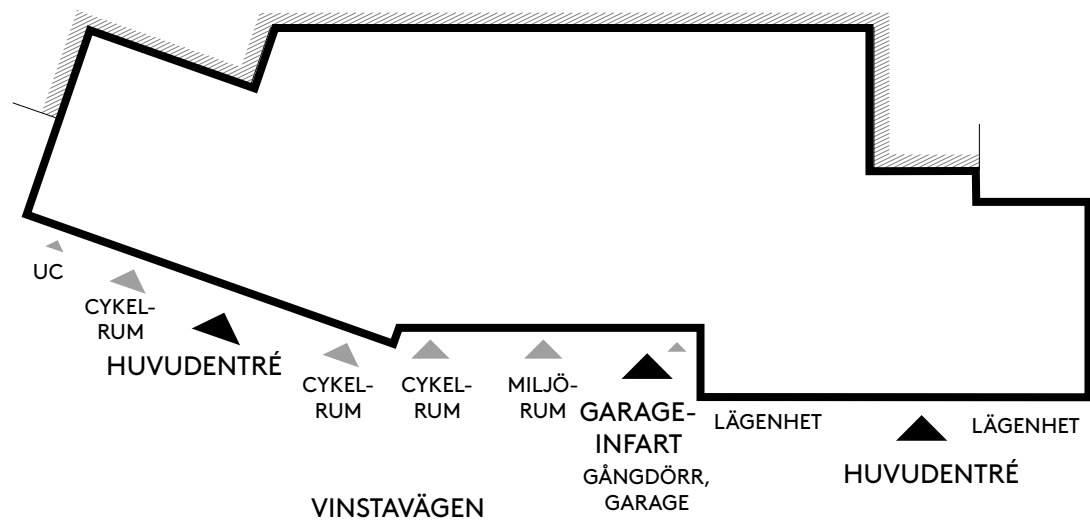 UC
CYKEL-
RUM
HUVUDENTRÉ
CYKEL-
RUM
CYKEL-
RUM
MILJÖ-
RUM
GARAGE-
INFART
GÅNGDÖRR,
GARAGE
LÄGENHET
HUVUDENTRÉ
LÄGENHET
VINSTAVÄGEN